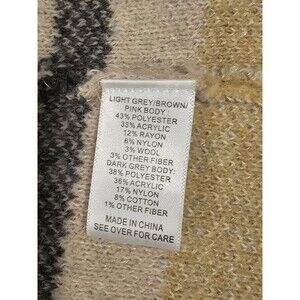 LIGHT GREY/BROWN/
PINK BODY
43% POLYESTER
33% ACRYLIC
12% RAYON
6% NYLON
3% WOOL
3% OTHER FIBER
DARK GREY BODY:
38% POLYESTER
36% ACRYLIC
17% NYLON
8% COTTON
1% OTHER FIBER
MADE IN CHINA
SEE OVER FOR CARE